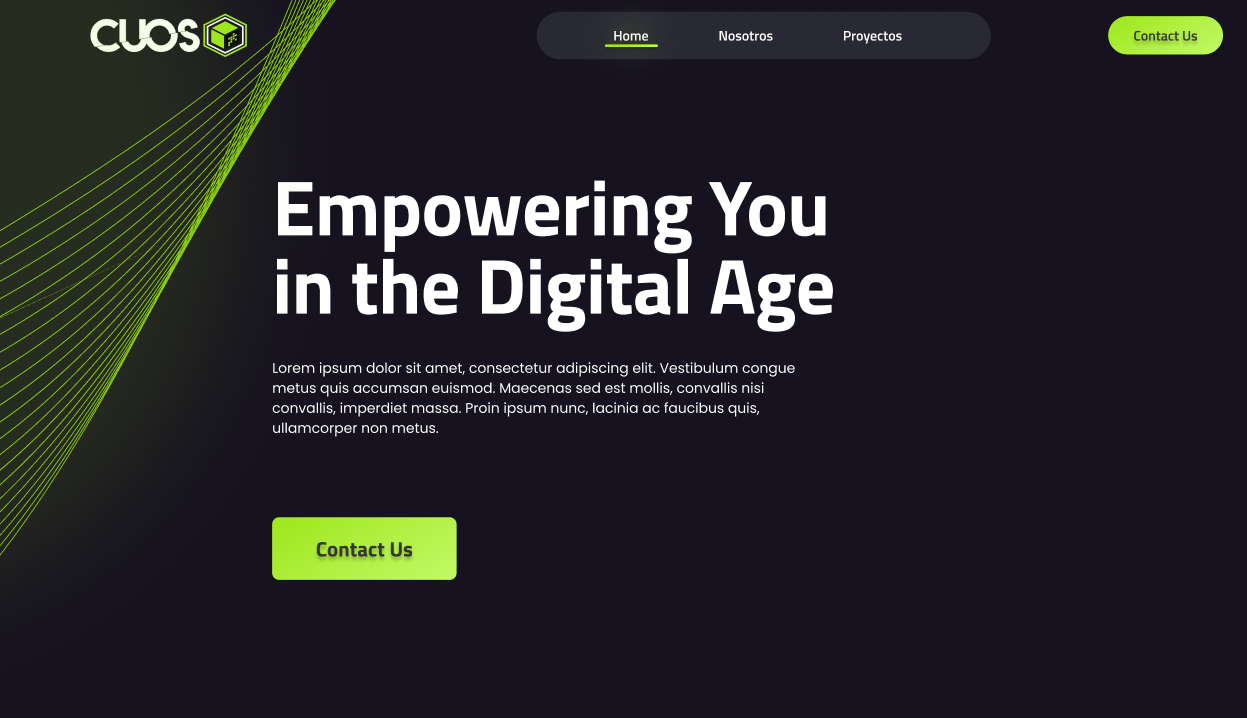 CUOS
Home
Nosotros
Proyectos
Contact Us
Empowering You
in the Digital Age
Lorem ipsum dolor sit amet, consectetur adipiscing elit. Vestibulum congue
metus quis accumsan euismod. Maecenas sed est mollis, convallis nisi
convallis, imperdiet massa. Proin ipsum nunc, lacinia ac faucibus quis,
ullamcorper non metus.
Contact Us